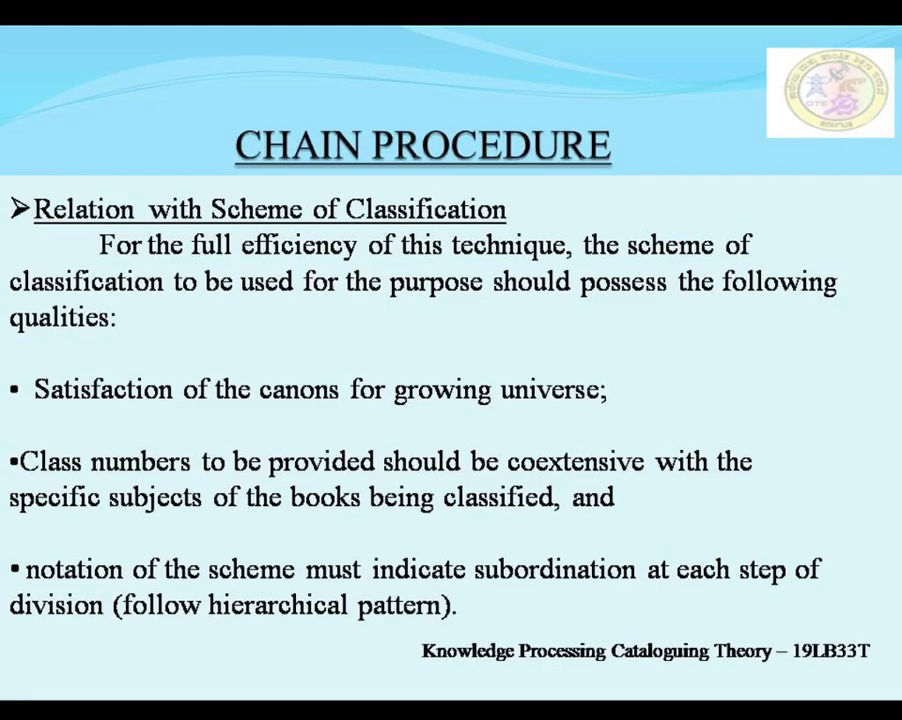 CHAIN PROCEDURE
➢Relation with Scheme of Classification
For the full efficiency of this technique, the scheme of
classification to be used for the purpose should possess the following
qualities:
▪ Satisfaction of the canons for growing universe;
▪Class numbers to be provided should be coextensive with the
specific subjects of the books being classified, and
▪ notation of the scheme must indicate subordination at each step of
division (follow hierarchical pattern).
Knowledge Processing Cataloguing Theory – 19LB33T
DTE